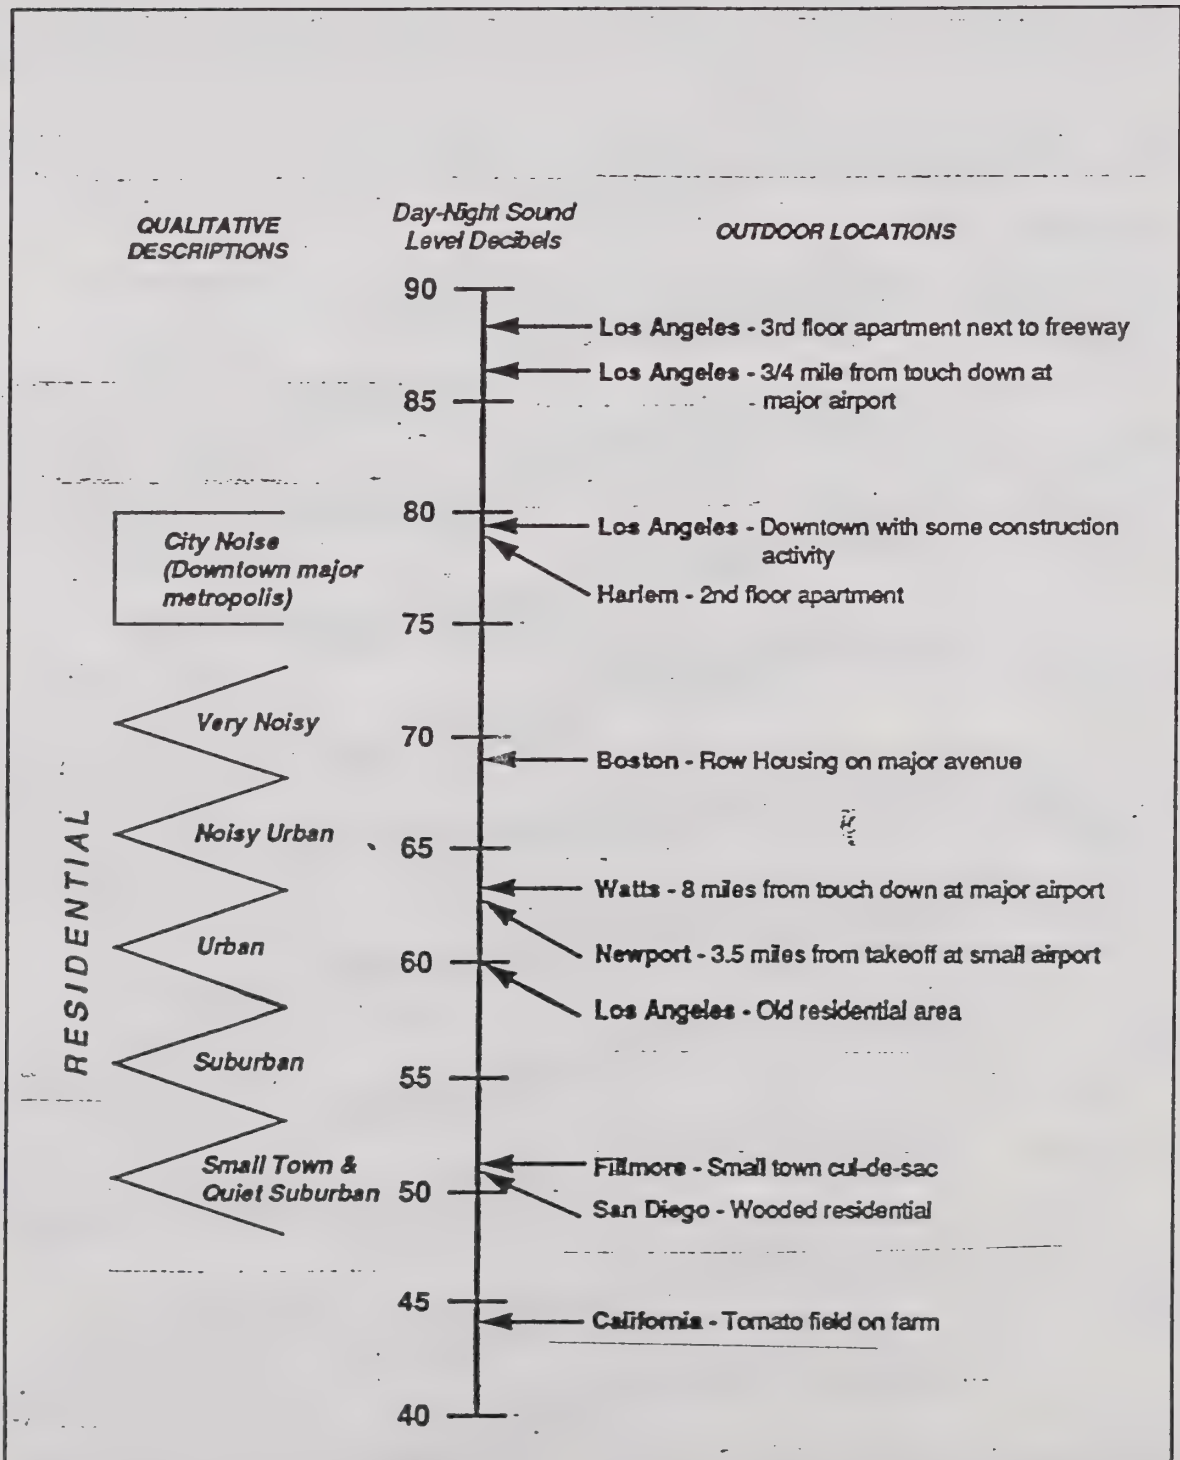 QUALITATIVE
DESCRIPTIONS
Day-Night Sound
Level Decibels
OUTDOOR LOCATIONS
90
Los Angeles - 3rd floor apartment next to freeway
Los Angeles - 3/4 mile from touch down at
major airport
85
80
Los Angeles - Downtown with some construction
activity
City Noise
(Downtown major
metropolis)
Harlem - 2nd floor apartment
75
Very Noisy
70
Boston - Row Housing on major avenue
RESIDENTIAL
Noisy Urban
65
Watts - 8 miles from touch down at major airport
Urban
Newport - 3.5 miles from takeoff at small airport
60
Los Angeles - Old residential area
Suburban
55
Small Town &
Quiet Suburban
Fillmore - Small town cul-de-sac
50
San Diego - Wooded residential
45
California - Tomato field on farm
40